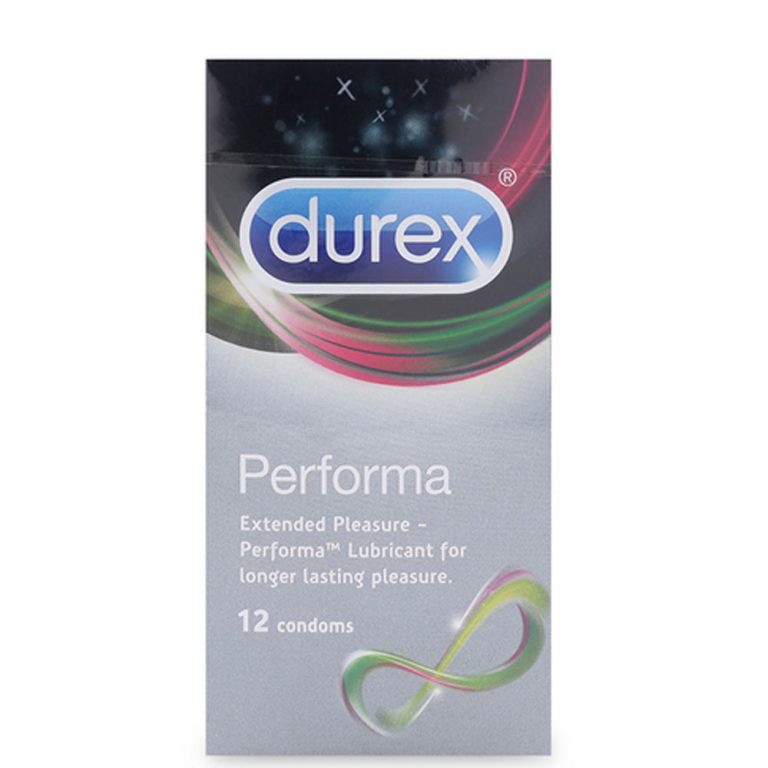 durex®
Performa
Extended Pleasure –
Performa™ Lubricant for
longer lasting pleasure.
12 condoms